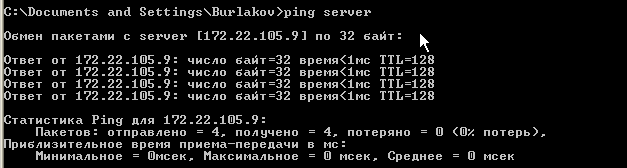 C:\Documents and Settings\Burlakov>ping server
Обмен пакетами с server [172.22.105.9] по 32 байт:
Ответ от 172.22.105.9: число байт=32 время<1мс TTL=128
Ответ от 172.22.105.9: число байт=32 время<1мс TTL=128
Ответ от 172.22.105.9: число байт=32 время<1мс TTL=128
Ответ от 172.22.105.9: число байт=32 время<1мс TTL=128
Статистика Ping для 172.22.105.9:
Пакетов: отправлено = 4, получено = 4, потеряно = 0 (0% потерь),
Приблизительное время приема-передачи в мс:
Минимальное = 0мсек, Максимальное = 0 мсек, Среднее = 0 мсек